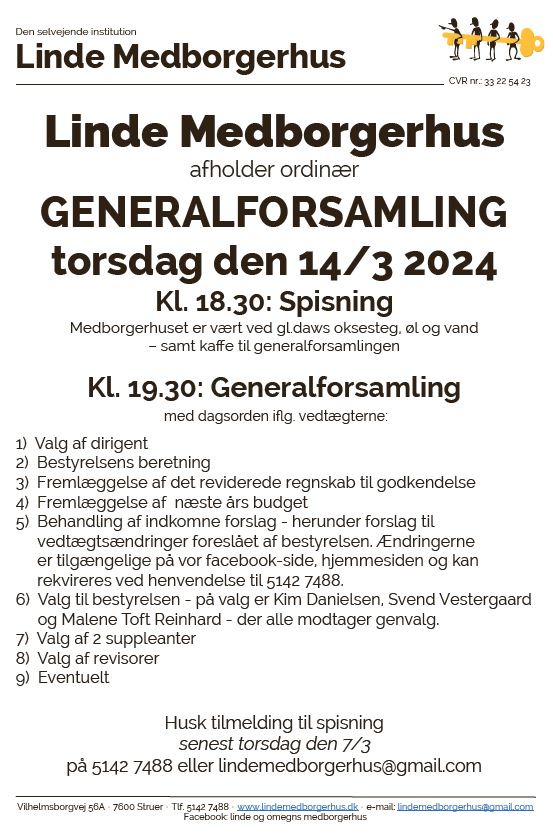 Den selvejende institution
Linde Medborgerhus
CVR nr.: 33 22 54 23
Linde Medborgerhus
afholder ordinær
GENERALFORSAMLING
torsdag den 14/3 2024
Kl. 18.30: Spisning
Medborgerhuset er vært ved gl.daws oksesteg, øl og vand
– samt kaffe til generalforsamlingen
Kl. 19.30: Generalforsamling
med dagsorden iflg. vedtægterne:
1) Valg af dirigent
2) Bestyrelsens beretning
3) Fremlæggelse af det reviderede regnskab til godkendelse
4) Fremlæggelse af næste års budget
5) Behandling af indkomne forslag - herunder forslag til
vedtægtsændringer foreslået af bestyrelsen. Ændringerne
er tilgængelige på vor facebook-side, hjemmesiden og kan
rekvireres ved henvendelse til 5142 7488.
6) Valg til bestyrelsen - på valg er Kim Danielsen, Svend Vestergaard
og Malene Toft Reinhard - der alle modtager genvalg.
7) Valg af 2 suppleanter
8) Valg af revisorer
9) Eventuelt
Husk tilmelding til spisning
senest torsdag den 7/3
på 5142 7488 eller lindemedborgerhus@gmail.com
Vilhelmsborgvej 56A · 7600 Struer · Tlf. 5142 7488 · www.lindemedborgerhus.dk · e-mail: lindemedborgerhus@gmail.com
Facebook: linde og omegns medborgerhus